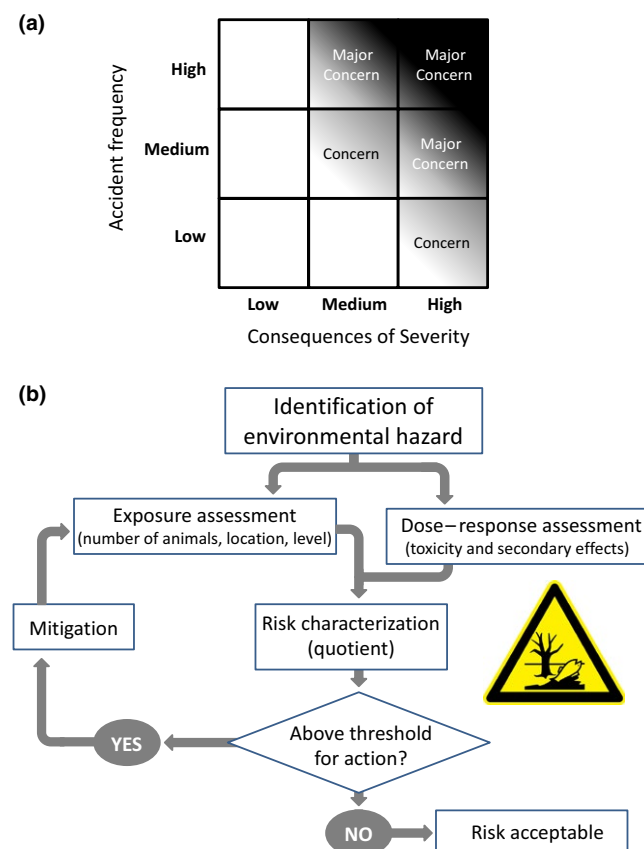 (a)
Accident frequency
High
Major
Concern
Major
Concern
Medium
Concern
Major
Concern
Low
Concern
Low
Medium
High
Consequences of Severity
(b)
Identification of
environmental hazard
Exposure assessment
(number of animals, location, level)
Dose–response assessment
(toxicity and secondary effects)
Mitigation
Risk characterization
(quotient)
Above threshold
for action?
YES
NO
Risk acceptable